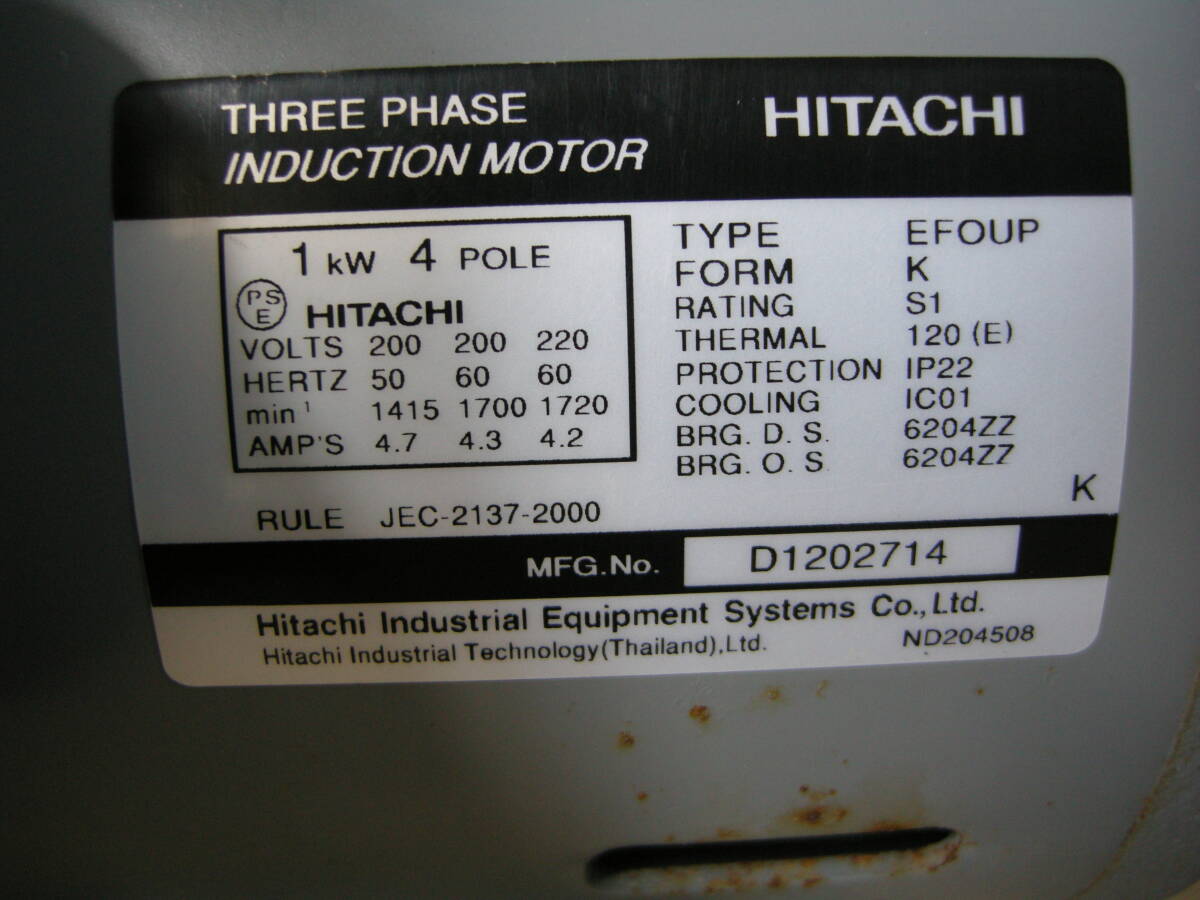 THREE PHASE
INDUCTION MOTOR
HITACHI
1 kW 4 POLE
PS
E
HITACHI
VOLTS 200 200 220
HERTZ 50 60 60
min 1 1415 1700 1720
AMP'S 4.7 4.3 4.2
TYPE EFOUP
FORM K
RATING S1
THERMAL 120 (E)
PROTECTION IP22
COOLING IC01
BRG. D. S. 6204ZZ
BRG. O. S. 6204ZZ
K
RULE JEC-2137-2000
MFG.No. D1202714
Hitachi Industrial Equipment Systems Co., Ltd.
Hitachi Industrial Technology(Thailand),Ltd. ND204508